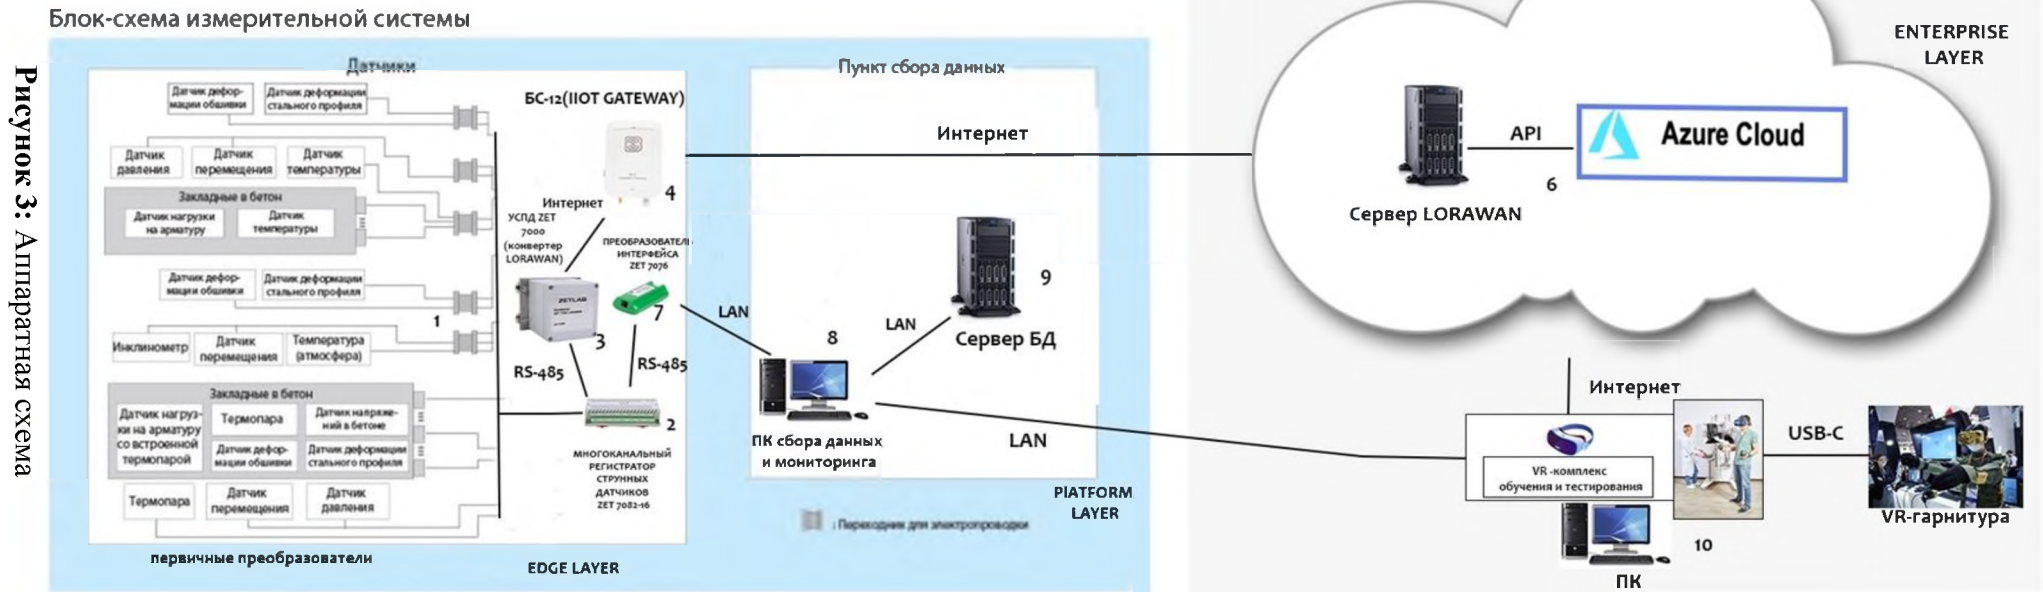 Блок-схема измерительной системы
Рисунок 3: Аппаратная схема
Датчики
Датчик дефор-
мации обшивки
Датчик деформации
стального профиля
Датчик
давления
Датчик
перемещения
Датчик
температуры
Закладные в бетон
Датчик нагрузки
на арматуру
Датчик
температуры
Датчик дефор-
мации обшивки
Датчик деформации
стального профиля
1
Инклинометр
Датчик
перемещения
Температура
(атмосфера)
Закладные в бетон
Датчик нагруз-
ки на арматуру
со встроенной
термопарой
Термопара
Датчик напряже-
ний в бетоне
Датчик дефор-
мации обшивки
Датчик деформации
стального профиля
Термопара
Датчик
перемещения
Датчик
давления
первичные преобразователи
БС-12(IIOT GATEWAY)
4
Интернет
УСПД ZET
7000
(конвертер
LORAWAN)
ZETLAB
3
ПРЕОБРАЗОВАТЕЛЬ
ИНТЕРФЕЙСА
ZET 7076
7
RS-485
RS-485
2
МНОГОКАНАЛЬНЫЙ
РЕГИСТРАТОР
СТРУННЫХ
ДАТЧИКОВ
ZET 7082-16
EDGE LAYER
Пункт сбора данных
Интернет
LAN
8
ПК сбора данных
и мониторинга
LAN
9
Сервер БД
LAN
PlATFORM
LAYER
: Переходник для электропроводки
ENTERPRISE
LAYER
Сервер LORAWAN
API
6
Azure Cloud
Интернет
VR -комплекс
обучения и тестирования
10
ПК
USB-C
VR-гарнитура